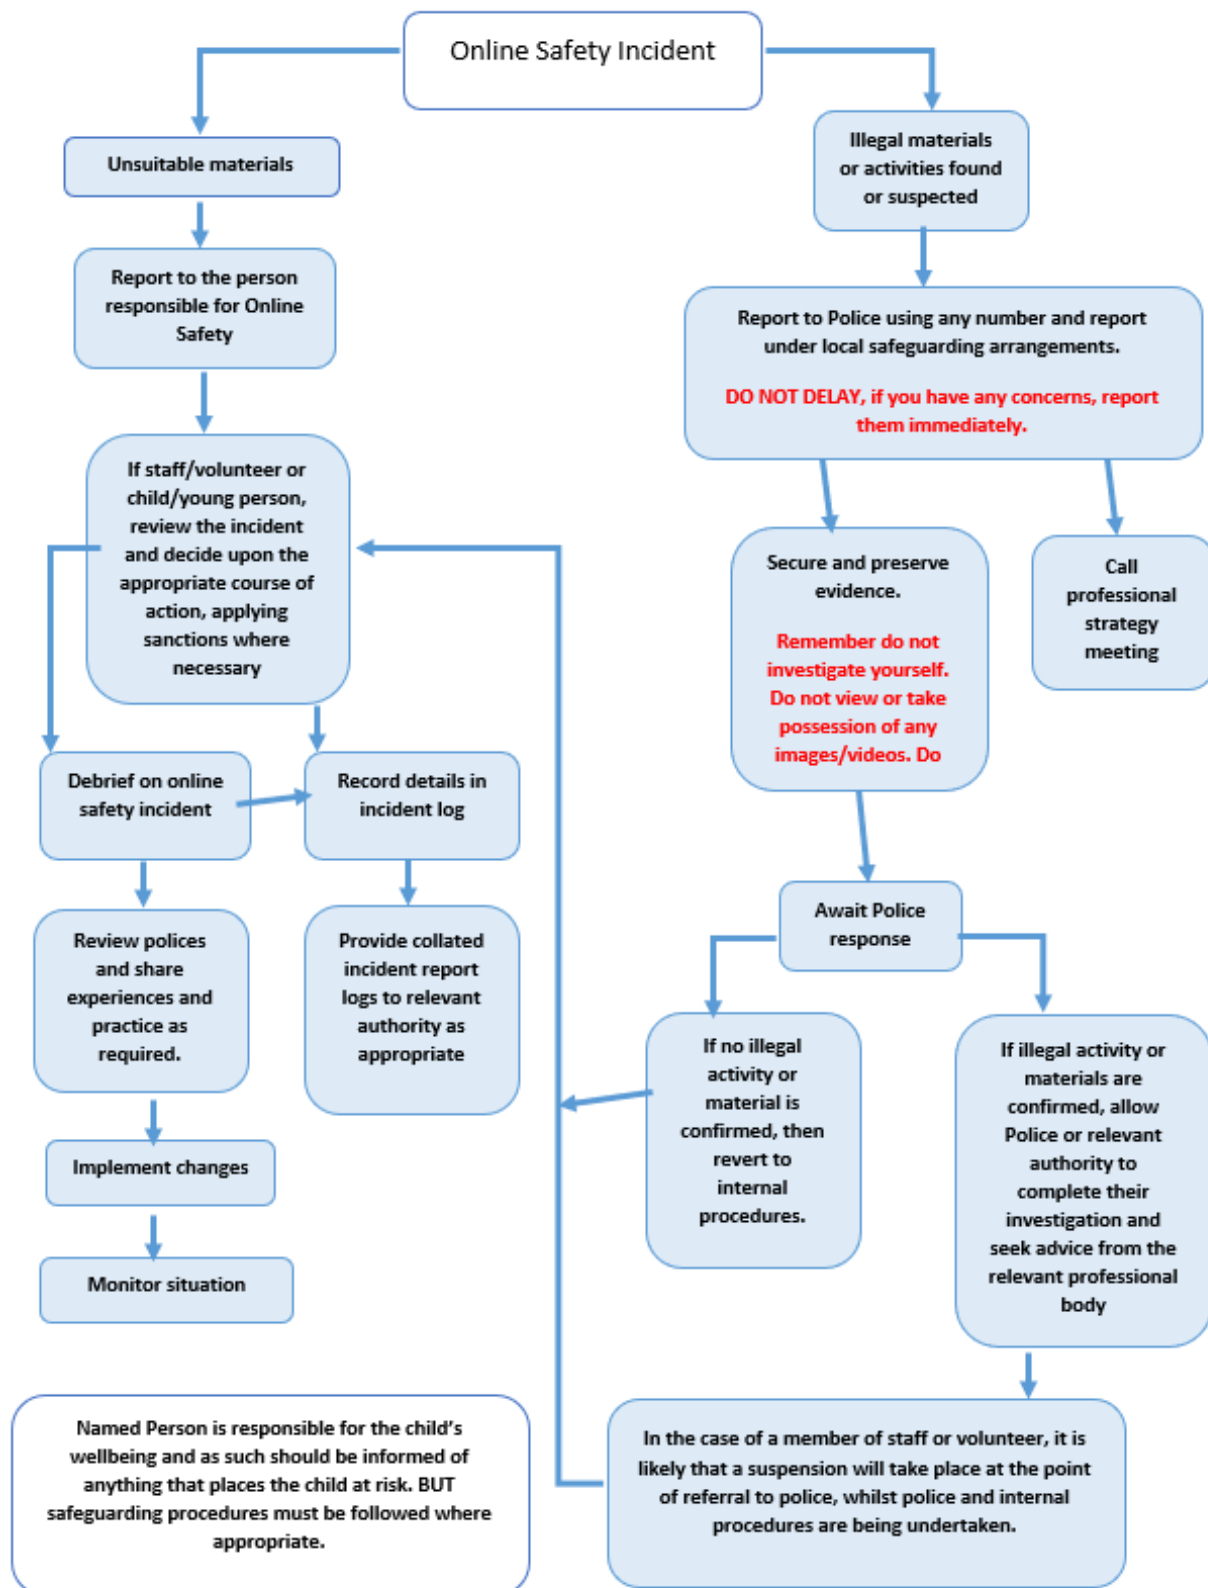 Online Safety Incident
Unsuitable materials
Report to the person
responsible for Online
Safety
If staff/volunteer or
child/young person,
review the incident
and decide upon the
appropriate course of
action, applying
sanctions where
necessary
Debrief on online
safety incident
Record details in
incident log
Review polices
and share
experiences and
practice as
required.
Provide collated
incident report
logs to relevant
authority as
appropriate
Implement changes
Monitor situation
Illegal materials
or activities found
or suspected
Report to Police using any number and report
under local safeguarding arrangements.
DO NOT DELAY, if you have any concerns, report
them immediately.
Secure and preserve
evidence.
Remember do not
investigate yourself.
Do not view or take
possession of any
images/videos. Do
Call
professional
strategy
meeting
Await Police
response
If no illegal
activity or
material is
confirmed, then
revert to
internal
procedures.
If illegal activity or
materials are
confirmed, allow
Police or relevant
authority to
complete their
investigation and
seek advice from the
relevant professional
body
In the case of a member of staff or volunteer, it is
likely that a suspension will take place at the point
of referral to police, whilst police and internal
procedures are being undertaken.
Named Person is responsible for the child’s
wellbeing and as such should be informed of
anything that places the child at risk. BUT
safeguarding procedures must be followed where
appropriate.